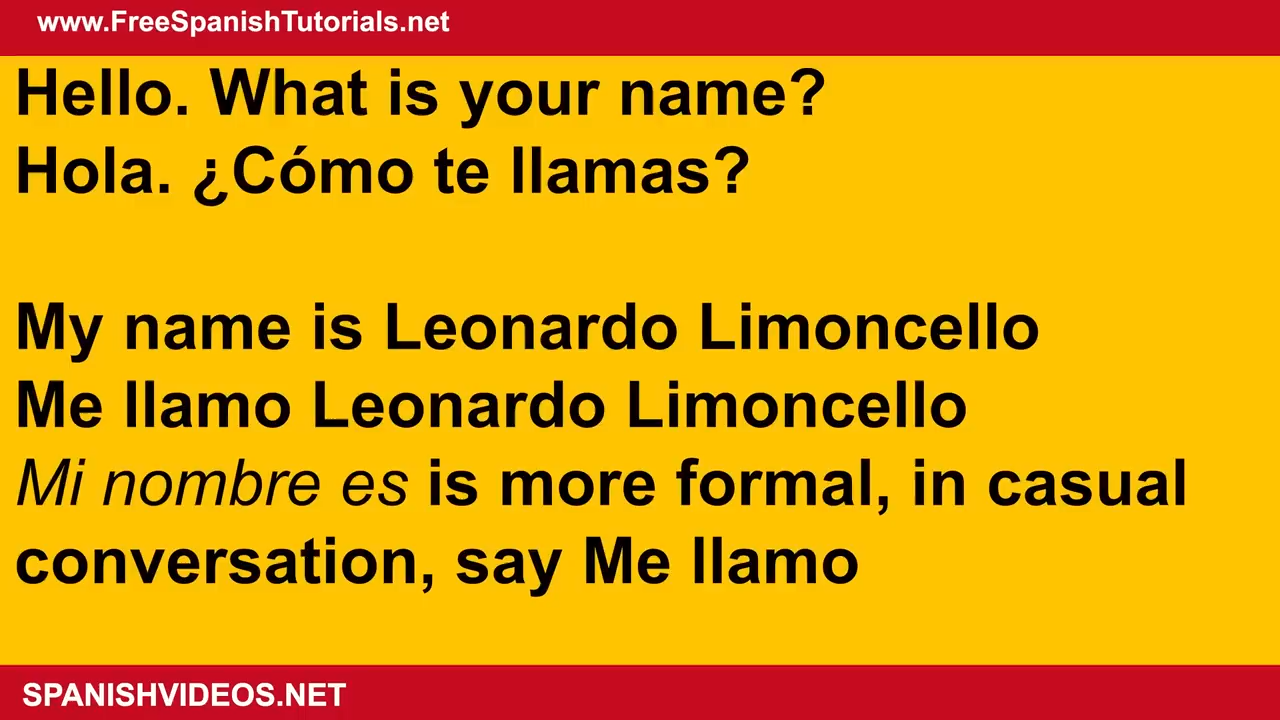 www.FreeSpanishTutorials.net
Hello. What is your name?
Hola. ¿Cómo te llamas?
My name is Leonardo Limoncello
Me llamo Leonardo Limoncello
Mi nombre es is more formal, in casual
conversation, say Me llamo
SPANISHVIDEOS.NET